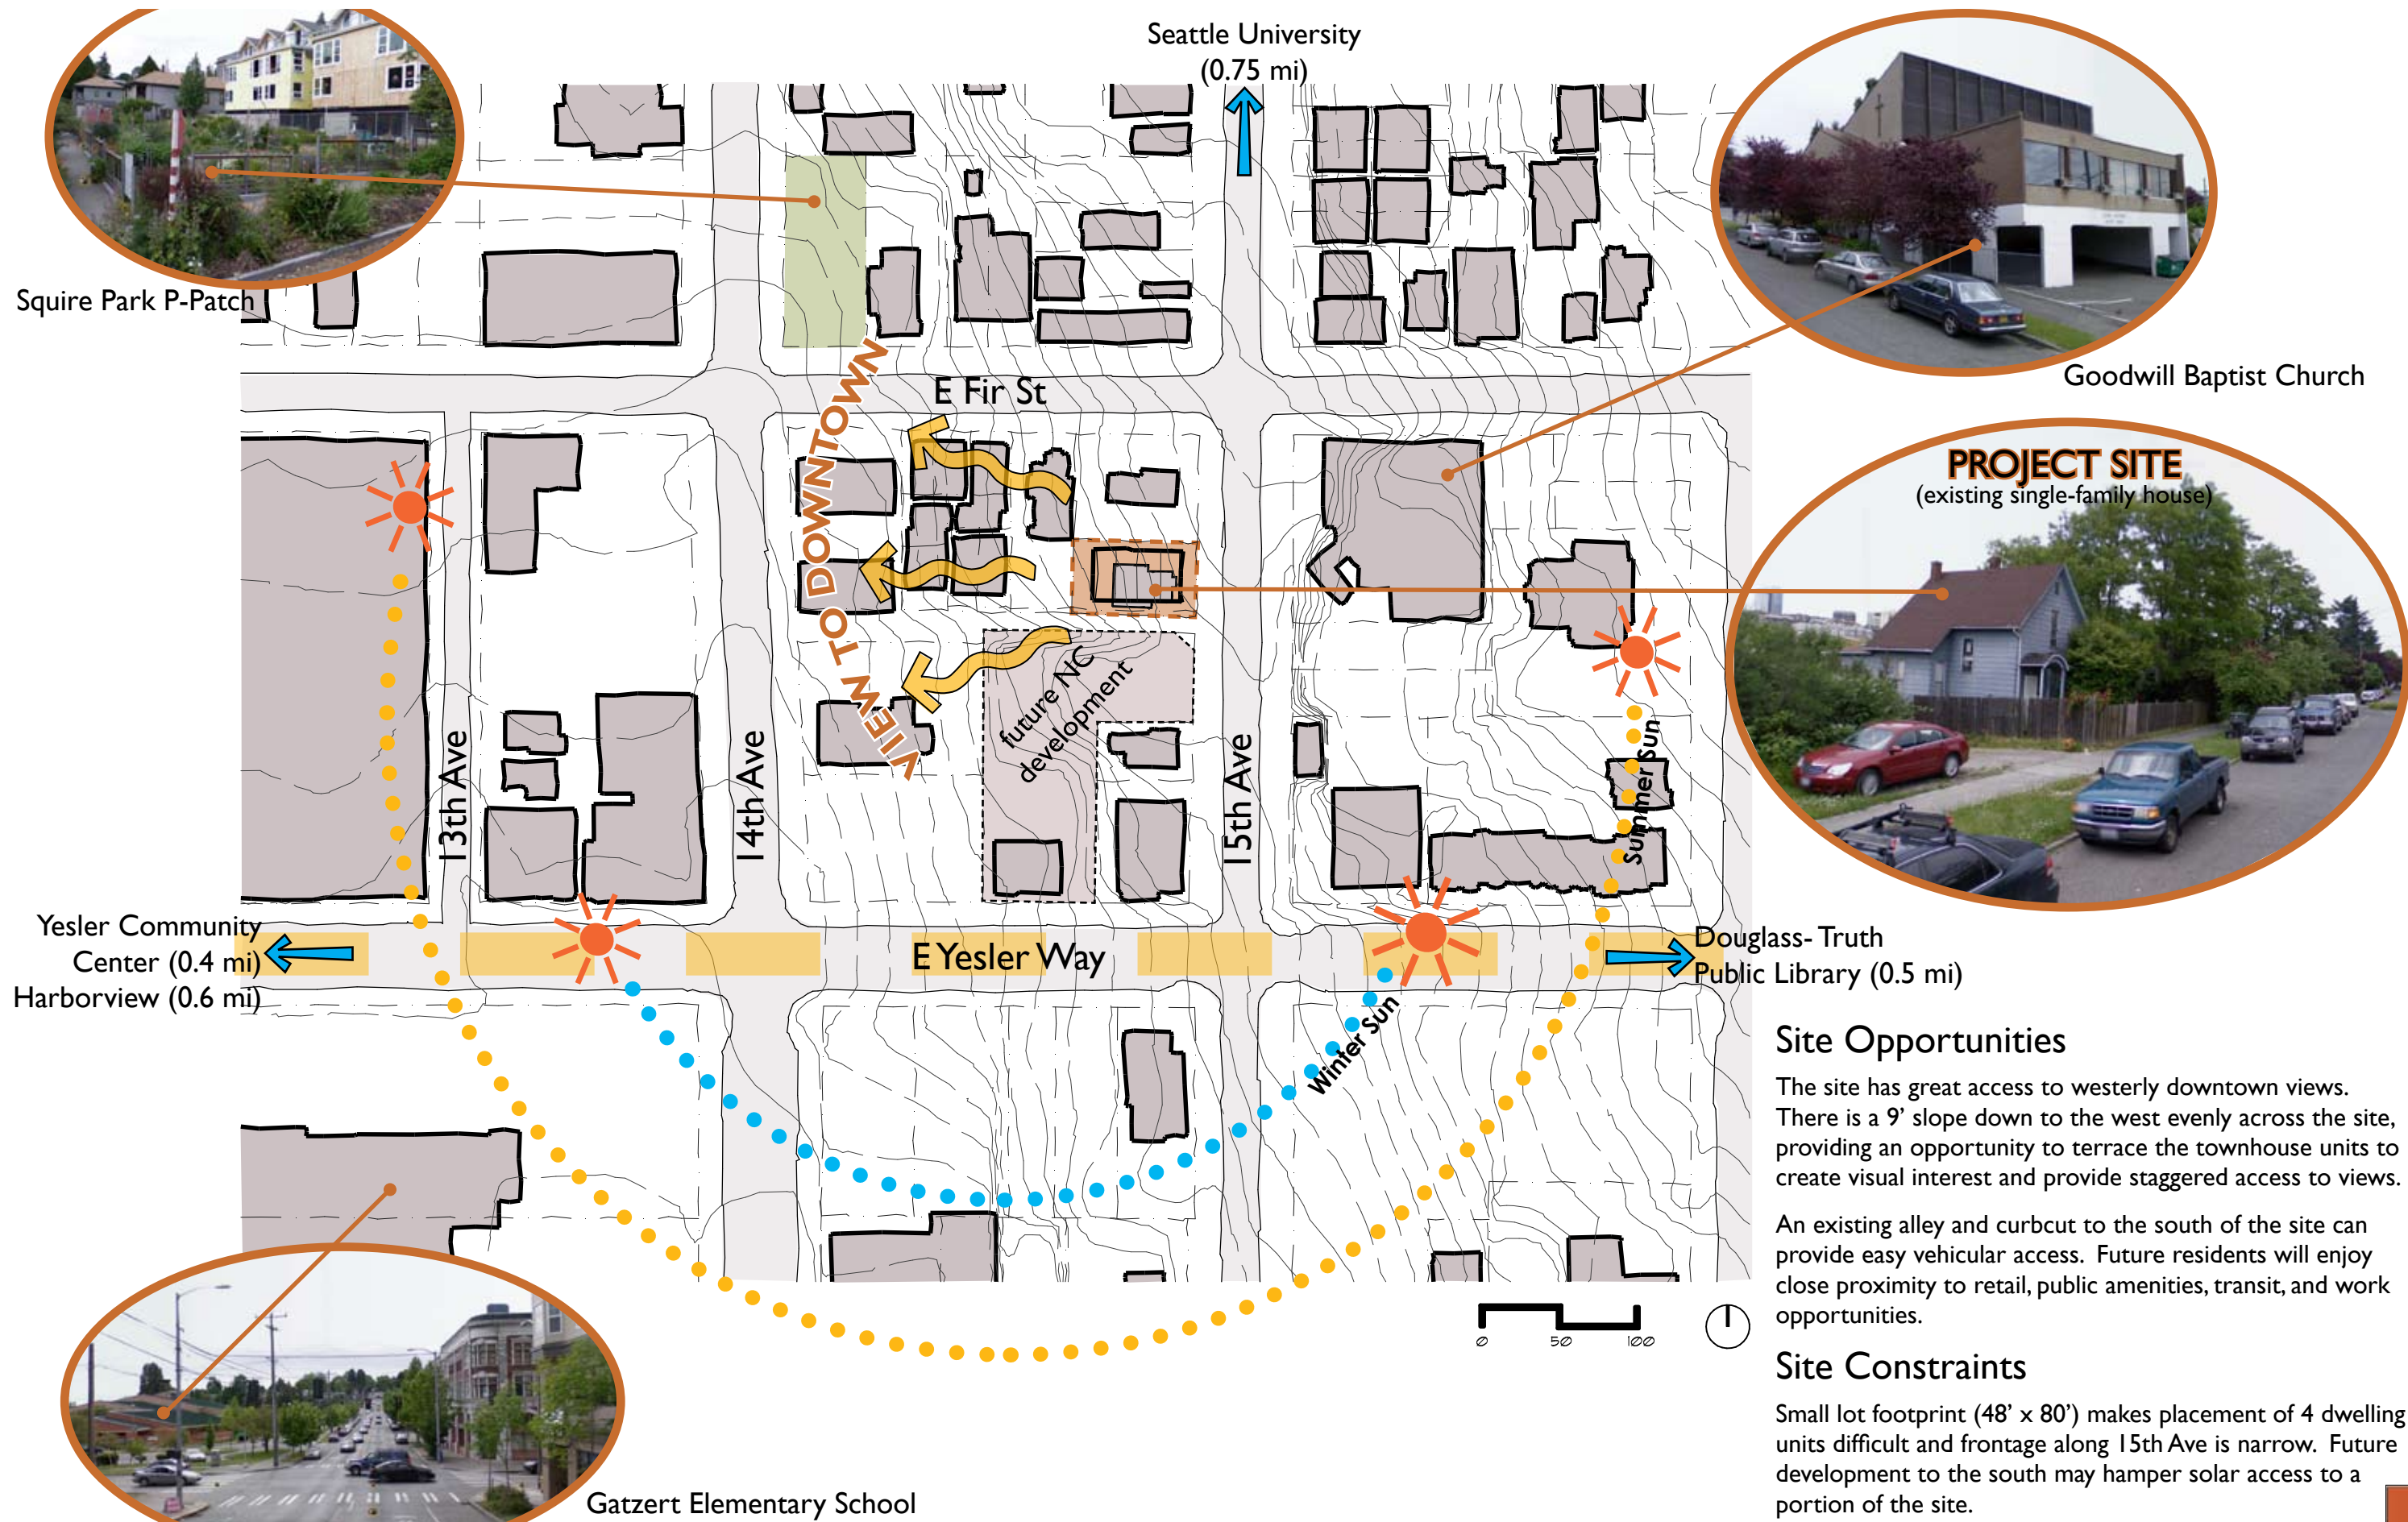 Seattle University
(0.75 mi)
Squire Park P-Patch
Goodwill Baptist Church
E Fir St
VIEW TO DOWNTOWN
PROJECT SITE
(existing single-family house)
future NC
development
13th Ave
14th Ave
15th Ave
Summer Sun
Yesler Community
Center (0.4 mi)
Harborview (0.6 mi)
E Yesler Way
Douglass-Truth
Public Library (0.5 mi)
Winter Sun
0 50 100
Gatzert Elementary School
Site Opportunities
The site has great access to westerly downtown views.
There is a 9’ slope down to the west evenly across the site,
providing an opportunity to terrace the townhouse units to
create visual interest and provide staggered access to views.
An existing alley and curbcut to the south of the site can
provide easy vehicular access. Future residents will enjoy
close proximity to retail, public amenities, transit, and work
opportunities.
Site Constraints
Small lot footprint (48’ x 80’) makes placement of 4 dwelling
units difficult and frontage along 15th Ave is narrow. Future
development to the south may hamper solar access to a
portion of the site.